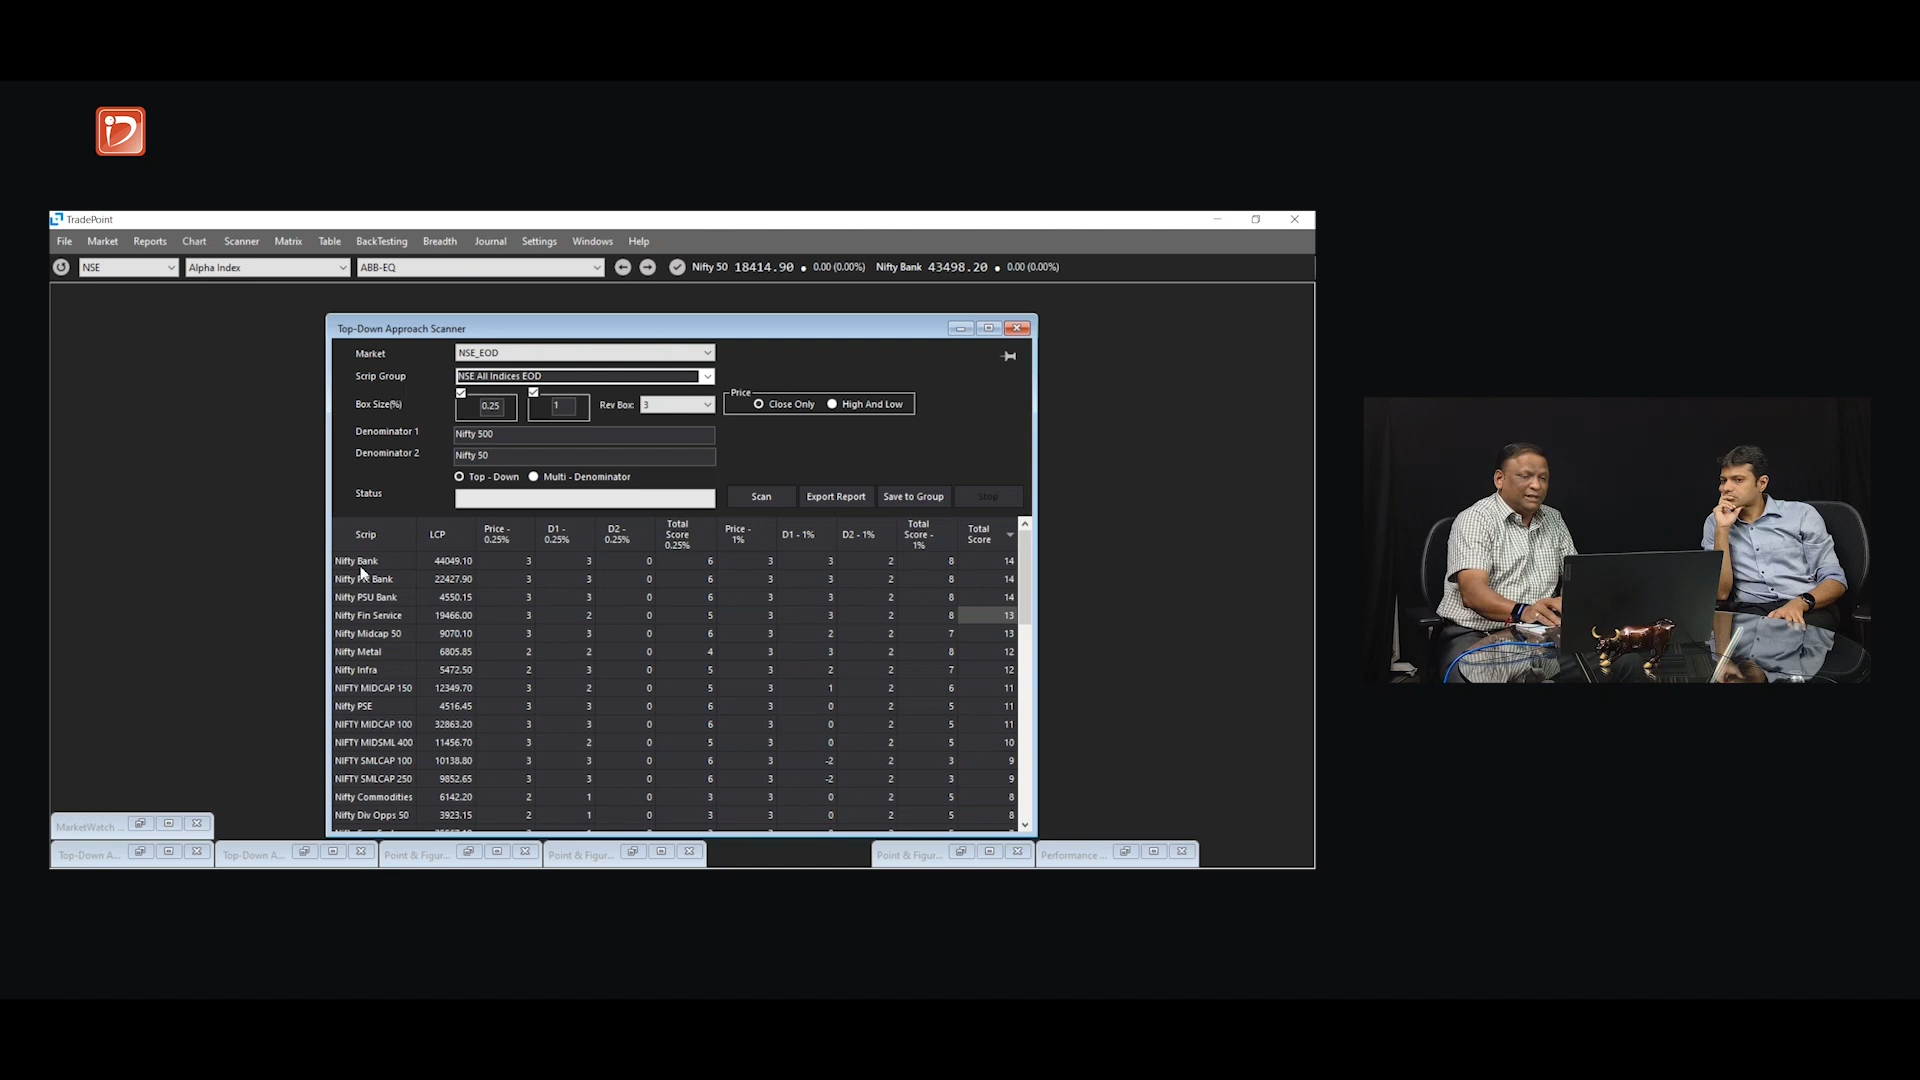 TradePoint
File Market Reports Chart Scanner Matrix Table BackTesting Breadth Journal Settings Windows Help
NSE Alpha Index ABB-EQ Nifty 50 18414.90 0.00 (0.00%) Nifty Bank 43498.20 0.00 (0.00%)
Top-Down Approach Scanner
Market NSE_EOD
Scrip Group NSE All Indices EOD
Box Size(%) 0.25 1 Rev Box: 3 Price Close Only High And Low
Denominator 1 Nifty 500
Denominator 2 Nifty 50
Top - Down Multi - Denominator
Status Scan Export Report Save to Group Stop
Scrip LCP Price - 0.25% D1 - 0.25% D2 - 0.25% Total Score 0.25% Price - 1% D1 - 1% D2 - 1% Total Score - 1% Total Score
Nifty Bank 44049.10 3 3 0 6 3 3 2 8 14
Nifty Bank 22427.90 3 3 0 6 3 3 2 8 14
Nifty PSU Bank 4550.15 3 3 0 6 3 3 2 8 14
Nifty Fin Service 19466.00 3 2 0 5 3 3 2 8 13
Nifty Midcap 50 9070.10 3 3 0 6 3 2 2 7 13
Nifty Metal 6805.85 2 2 0 4 3 3 2 8 12
Nifty Infra 5472.50 2 3 0 5 3 2 2 7 12
NIFTY MIDCAP 150 12349.70 3 2 0 5 3 1 2 6 11
Nifty PSE 4516.45 3 3 0 6 3 0 2 5 11
NIFTY MIDCAP 100 32863.20 3 3 0 6 3 0 2 5 11
NIFTY MIDSML 400 11456.70 3 2 0 5 3 0 2 5 10
NIFTY SMLCAP 100 10138.80 3 3 0 6 3 -2 2 3 9
NIFTY SMLCAP 250 9852.65 3 3 0 6 3 -2 2 3 9
Nifty Commodities 6142.20 2 1 0 3 3 0 2 5 8
Nifty Div Opps 50 3923.15 2 1 0 3 3 0 2 5 8
MarketWatch ...
Top-Down A... Top-Down A... Point & Figur... Point & Figur... Point & Figur... Performance ...